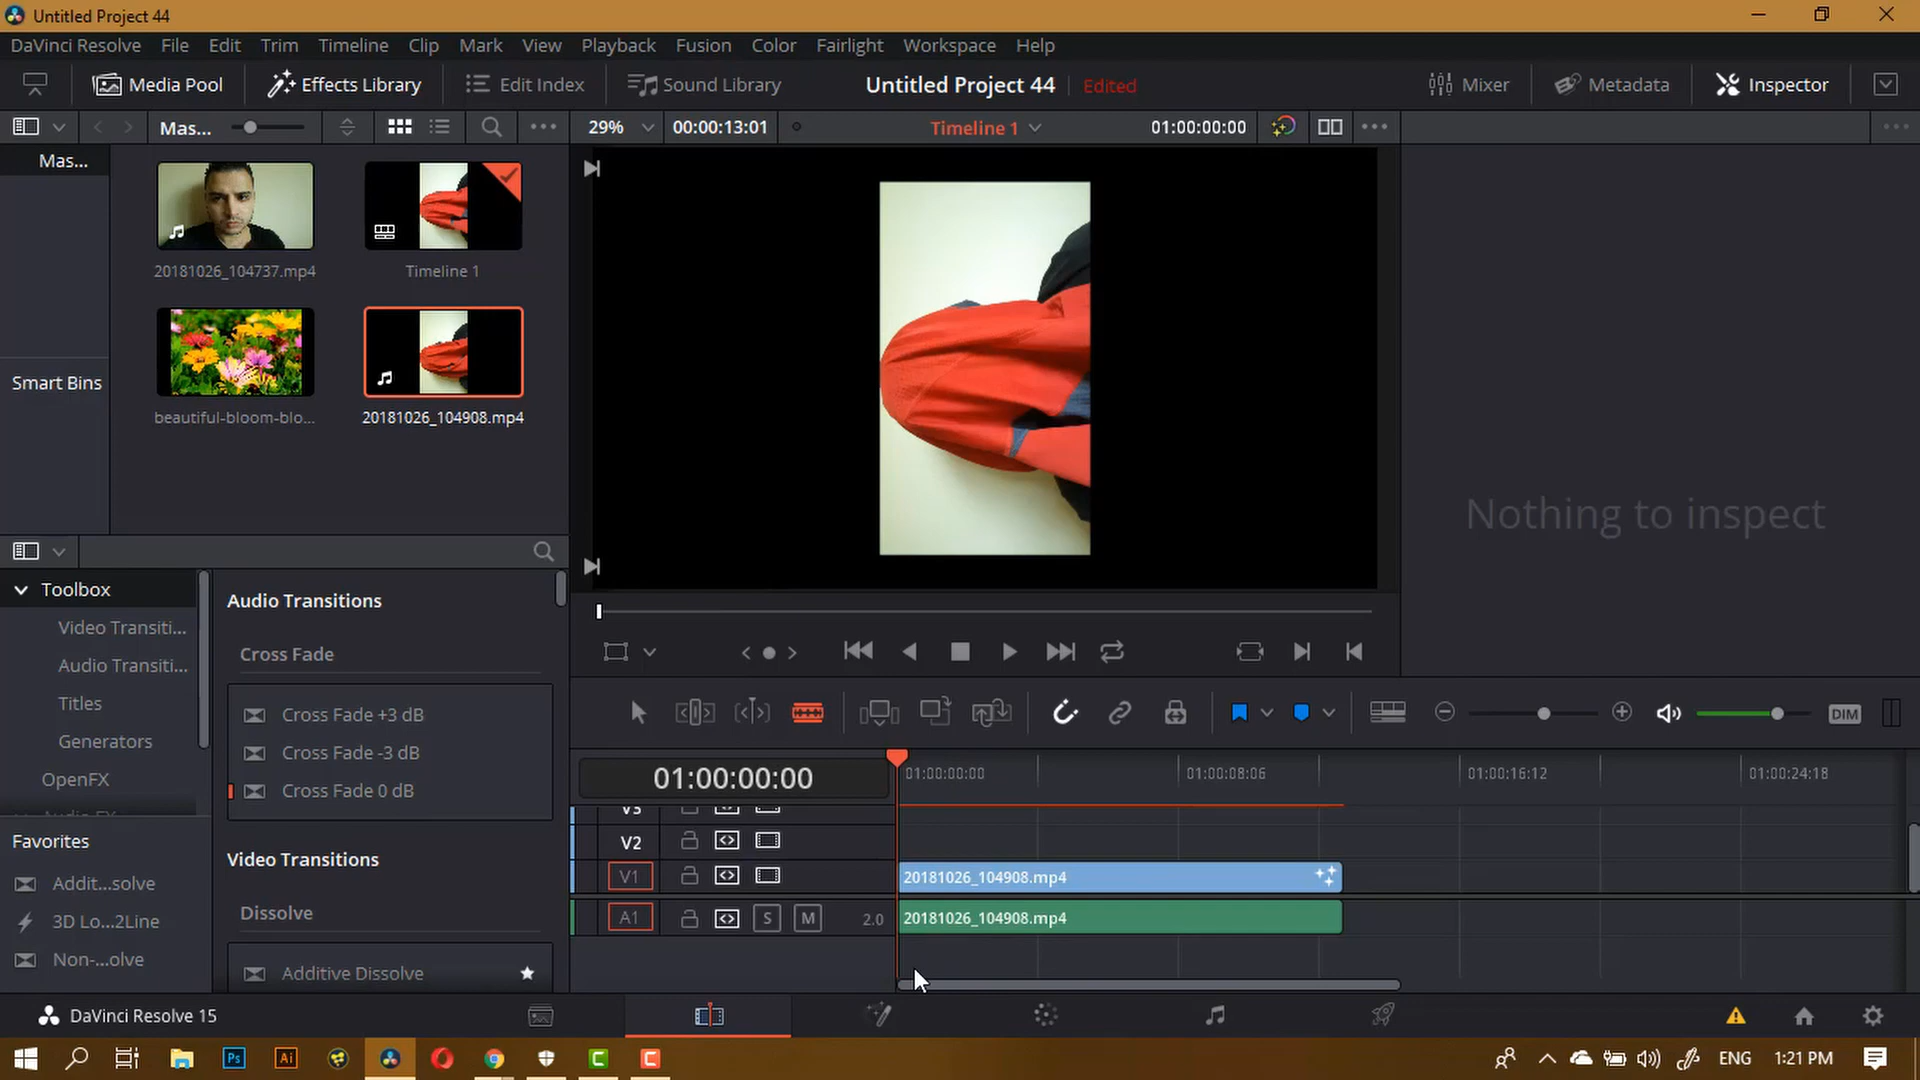 Untitled Project 44
DaVinci Resolve File Edit Trim Timeline Clip Mark View Playback Fusion Color Fairlight Workspace Help
Media Pool Effects Library Edit Index Sound Library Untitled Project 44 Edited Mixer Metadata Inspector
Mas... 29% 00:00:13:01 Timeline 1 01:00:00:00
Mas...
20181026_104737.mp4 Timeline 1
Smart Bins
beautiful-bloom-blo... 20181026_104908.mp4
Nothing to inspect
Toolbox
Video Transiti...
Audio Transiti...
Titles
Generators
OpenFX
Audio FX
Favorites
Addit...solve
3D Lo...2Line
Non-...olve
Audio Transitions
Cross Fade
Cross Fade +3 dB
Cross Fade -3 dB
Cross Fade 0 dB
Video Transitions
Dissolve
Additive Dissolve
DIM
01:00:00:00 01:00:00:00 01:00:08:06 01:00:16:12 01:00:24:18
V3
V2
V1 20181026_104908.mp4
A1 S M 2.0 20181026_104908.mp4
DaVinci Resolve 15
Ps Ai C C ENG 1:21 PM